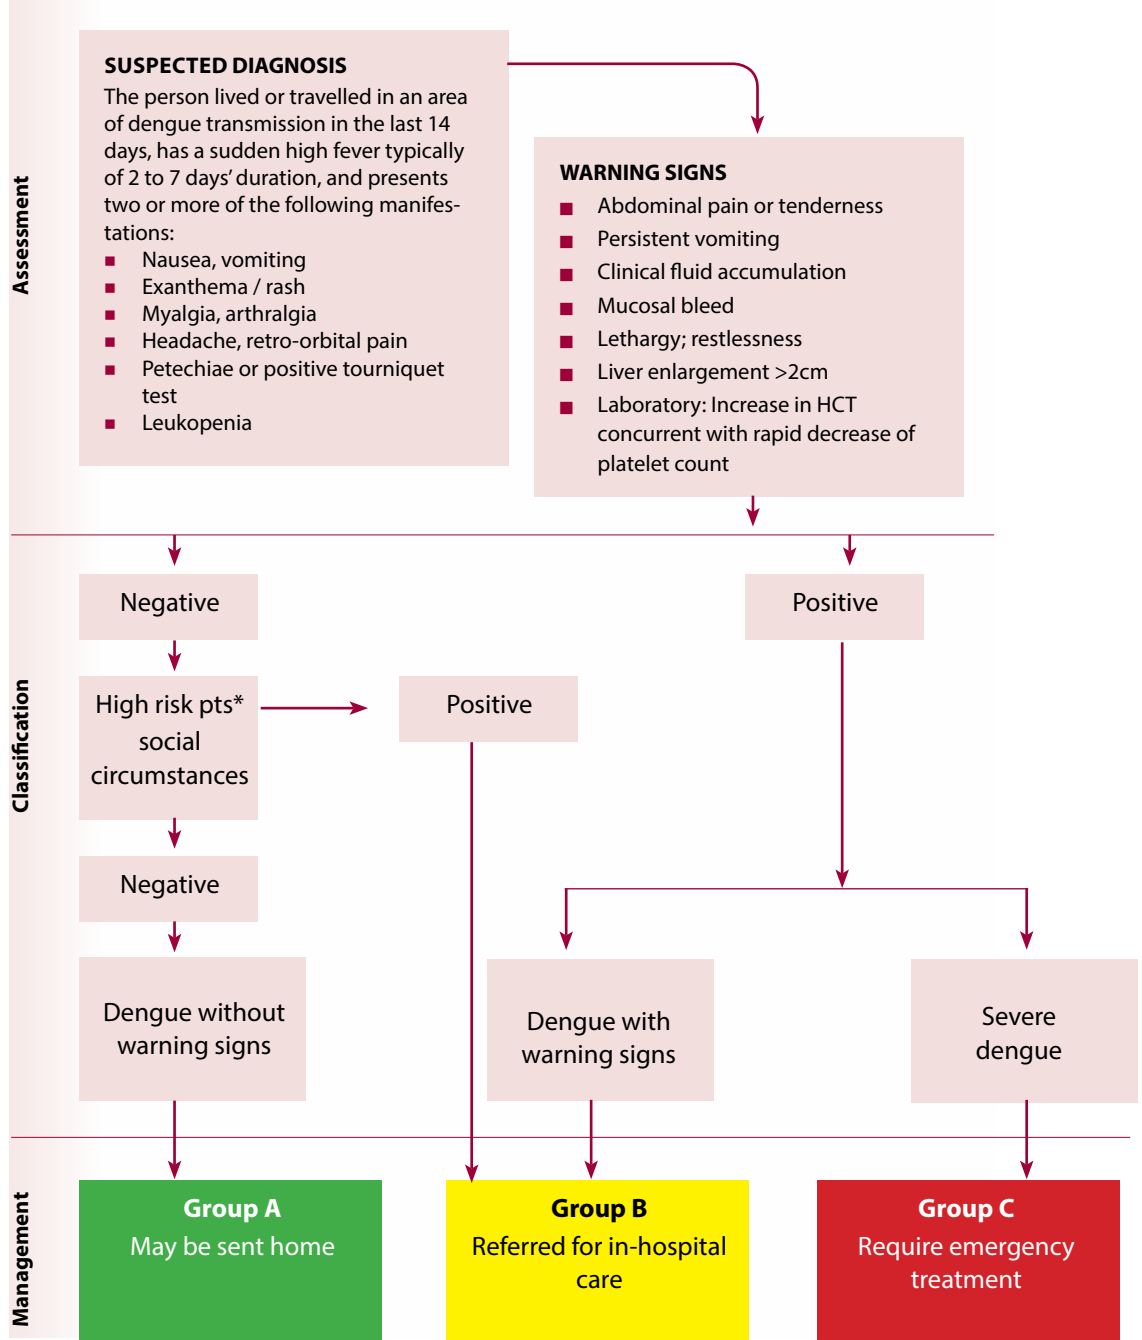 Assessment
SUSPECTED DIAGNOSIS
The person lived or travelled in an area
of dengue transmission in the last 14
days, has a sudden high fever typically
of 2 to 7 days’ duration, and presents
two or more of the following manifes-
tations:
Nausea, vomiting
Exanthema / rash
Myalgia, arthralgia
Headache, retro-orbital pain
Petechiae or positive tourniquet
test
Leukopenia
WARNING SIGNS
Abdominal pain or tenderness
Persistent vomiting
Clinical fluid accumulation
Mucosal bleed
Lethargy; restlessness
Liver enlargement >2cm
Laboratory: Increase in HCT
concurrent with rapid decrease of
platelet count
Classification
Negative
Positive
High risk pts*
social
circumstances
Positive
Negative
Dengue without
warning signs
Dengue with
warning signs
Severe
dengue
Management
Group A
May be sent home
Group B
Referred for in-hospital
care
Group C
Require emergency
treatment